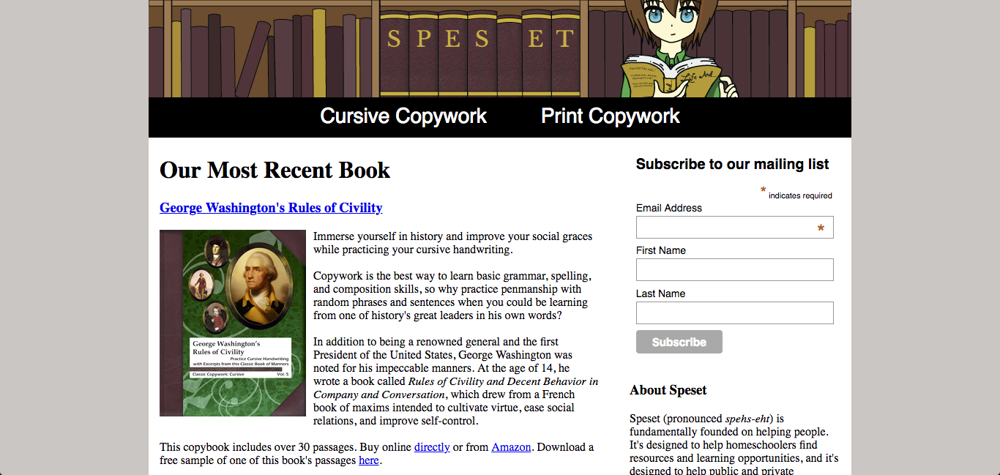 SPESET
Life And...
And
Cursive Copywork
Print Copywork
Our Most Recent Book
George Washington's Rules of Civility
George Washington's
Rules of Civility
Practice Cursive Handwriting
with Excerpts from this Classic Book of Manners
Classic Copywork: Cursive
Vol. 5
Immerse yourself in history and improve your social graces
while practicing your cursive handwriting.
Copywork is the best way to learn basic grammar, spelling,
and composition skills, so why practice penmanship with
random phrases and sentences when you could be learning
from one of history's great leaders in his own words?
In addition to being a renowned general and the first
President of the United States, George Washington was
noted for his impeccable manners. At the age of 14, he
wrote a book called Rules of Civility and Decent Behavior in
Company and Conversation, which drew from a French
book of maxims intended to cultivate virtue, ease social
relations, and improve self-control.
This copybook includes over 30 passages. Buy online directly or from Amazon. Download a
free sample of one of this book's passages here.
Subscribe to our mailing list
* indicates required
Email Address
*
First Name
Last Name
Subscribe
About Speset
Speset (pronounced spehs-eht) is
fundamentally founded on helping people.
It's designed to help homeschoolers find
resources and learning opportunities, and it's
designed to help public and private